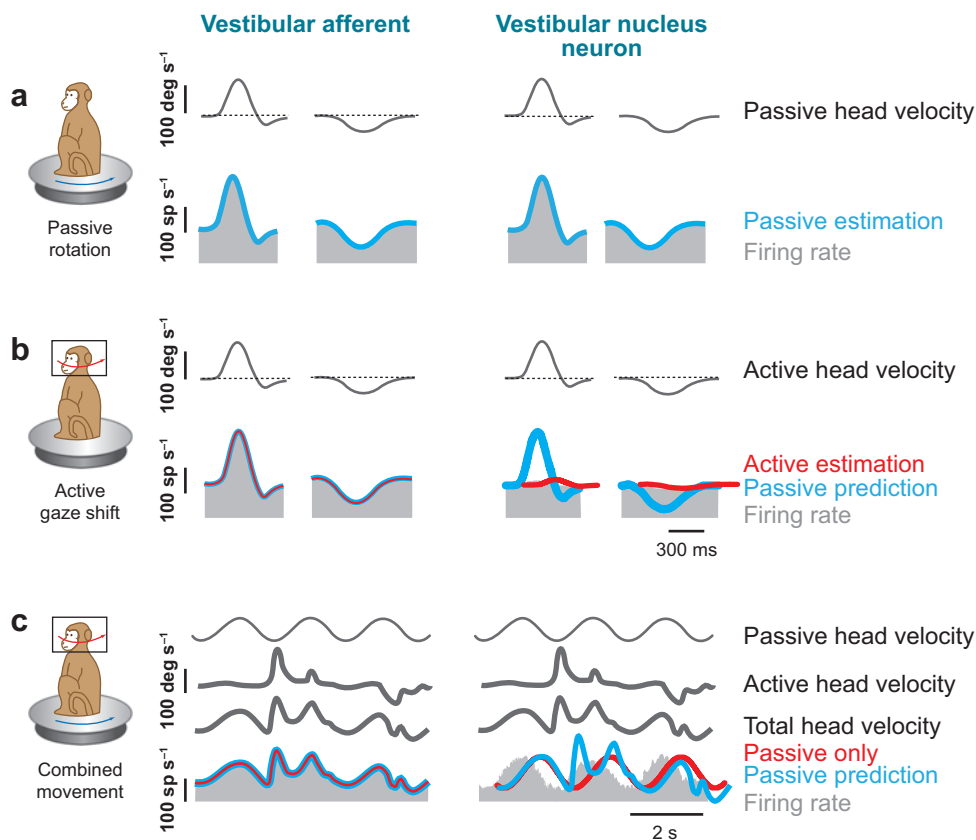 Vestibular afferent
Vestibular nucleus
neuron
a
100 deg s⁻¹
Passive head velocity
100 sp s⁻¹
Passive estimation
Firing rate
Passive
rotation
b
100 deg s⁻¹
Active head velocity
100 sp s⁻¹
Active estimation
Passive prediction
Firing rate
Active
gaze shift
300 ms
c
Passive head velocity
100 deg s⁻¹
Active head velocity
Total head velocity
100 sp s⁻¹
Passive only
Passive prediction
Firing rate
Combined
movement
2 s